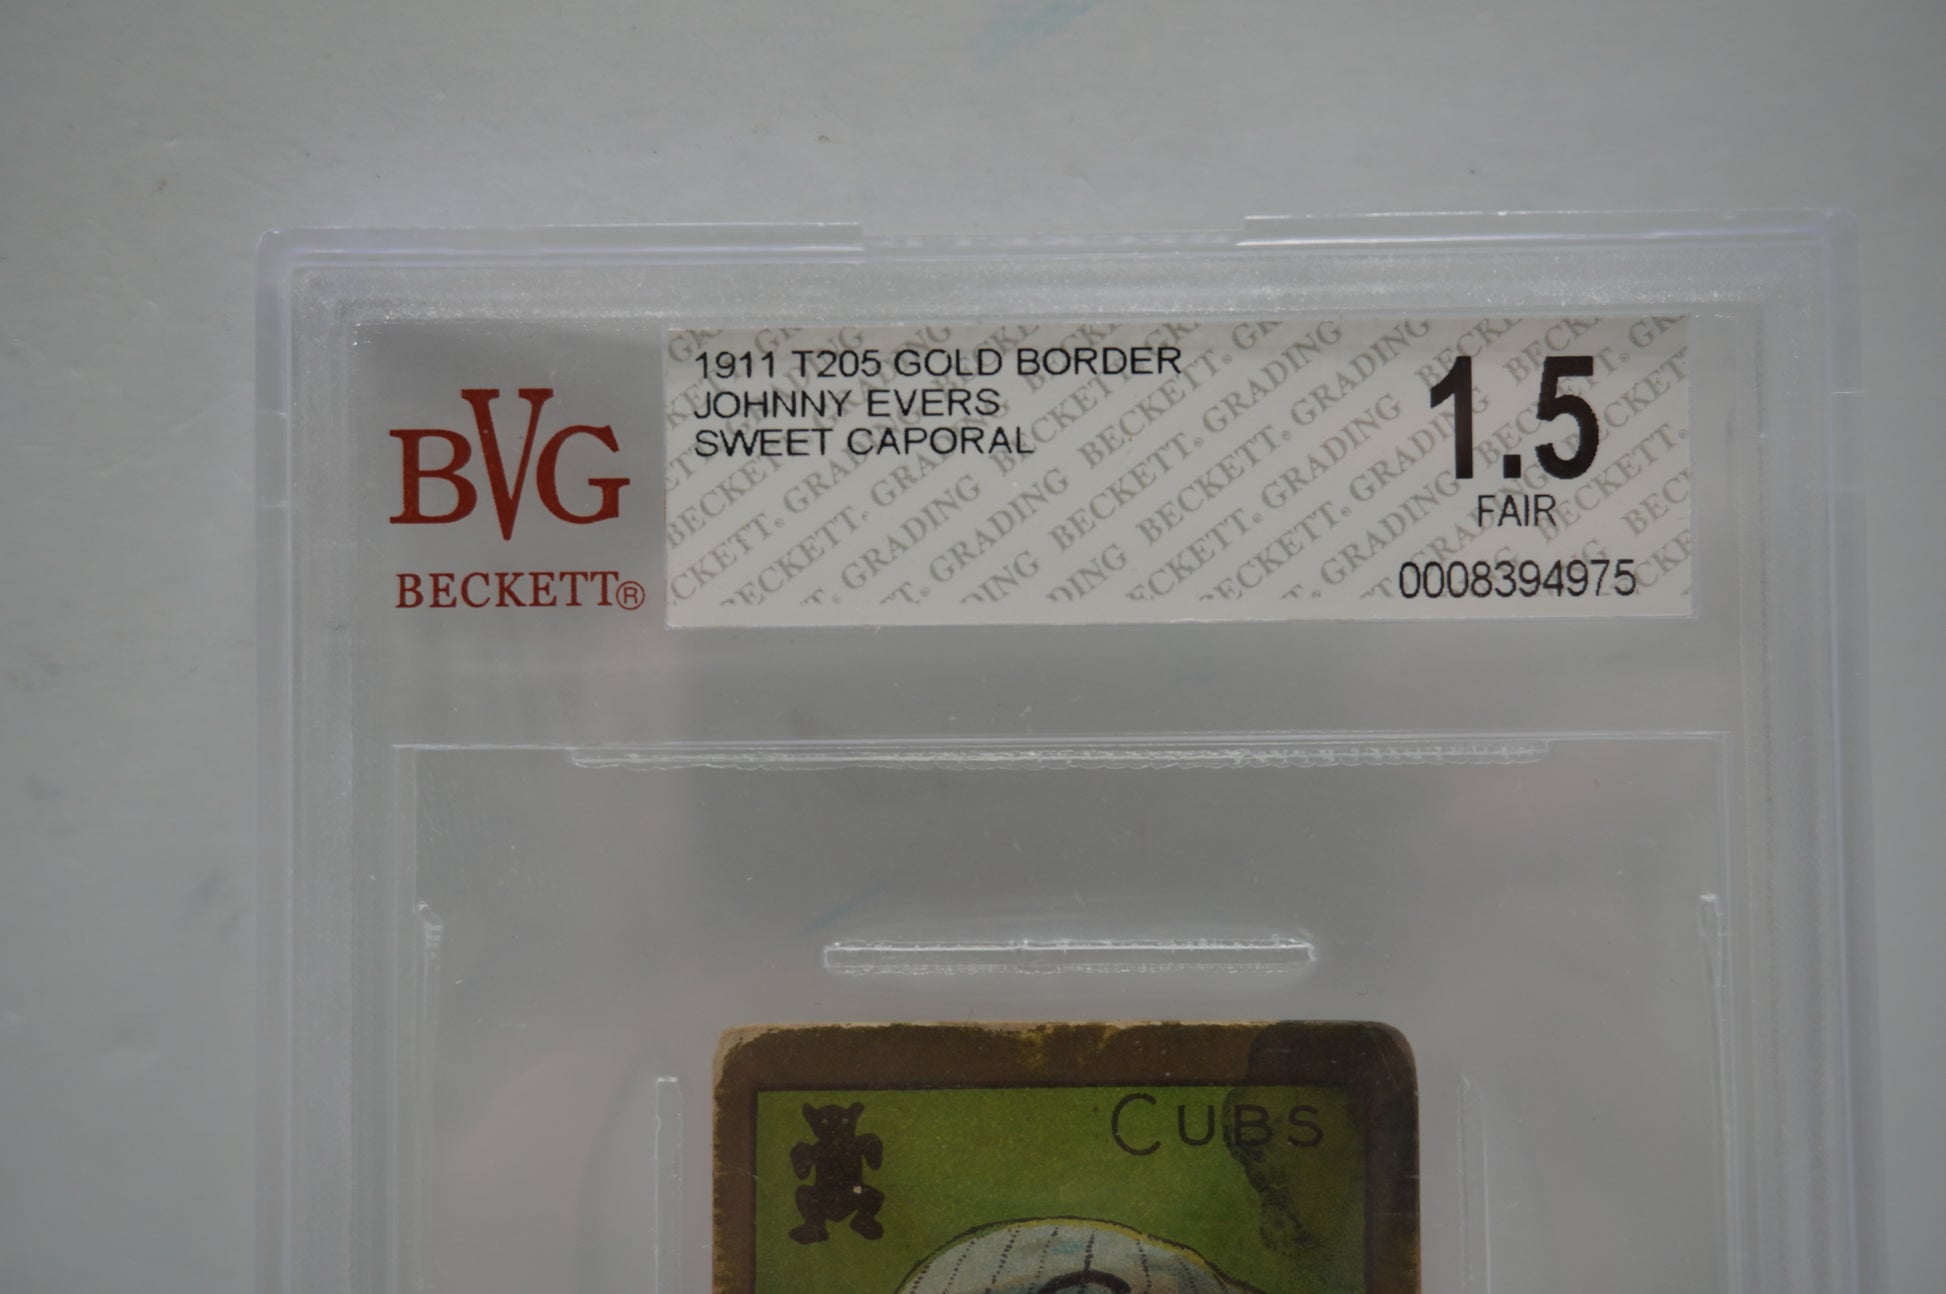 BVG
BECKETT®
1911 T205 GOLD BORDER
JOHNNY EVERS
SWEET CAPORAL
1.5
FAIR
0008394975
CUBS
C